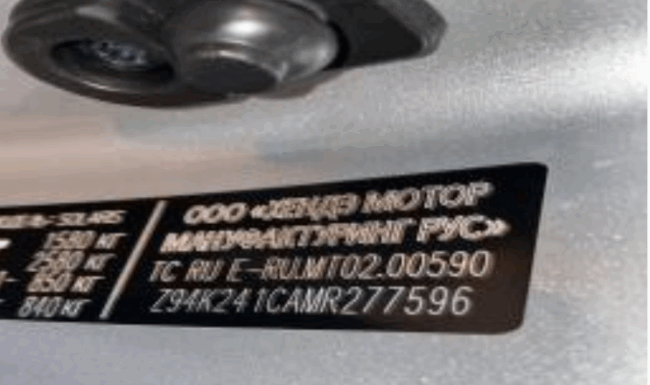 SOLARIS
1580 КГ
2580 КГ
850 КГ
840 КГ
ООО «ХЕНДЭ МОТОР
МАНУФАКТУРИНГ РУС»
ТС RU E-RU.MT02.00590
Z94K241CAMR277596